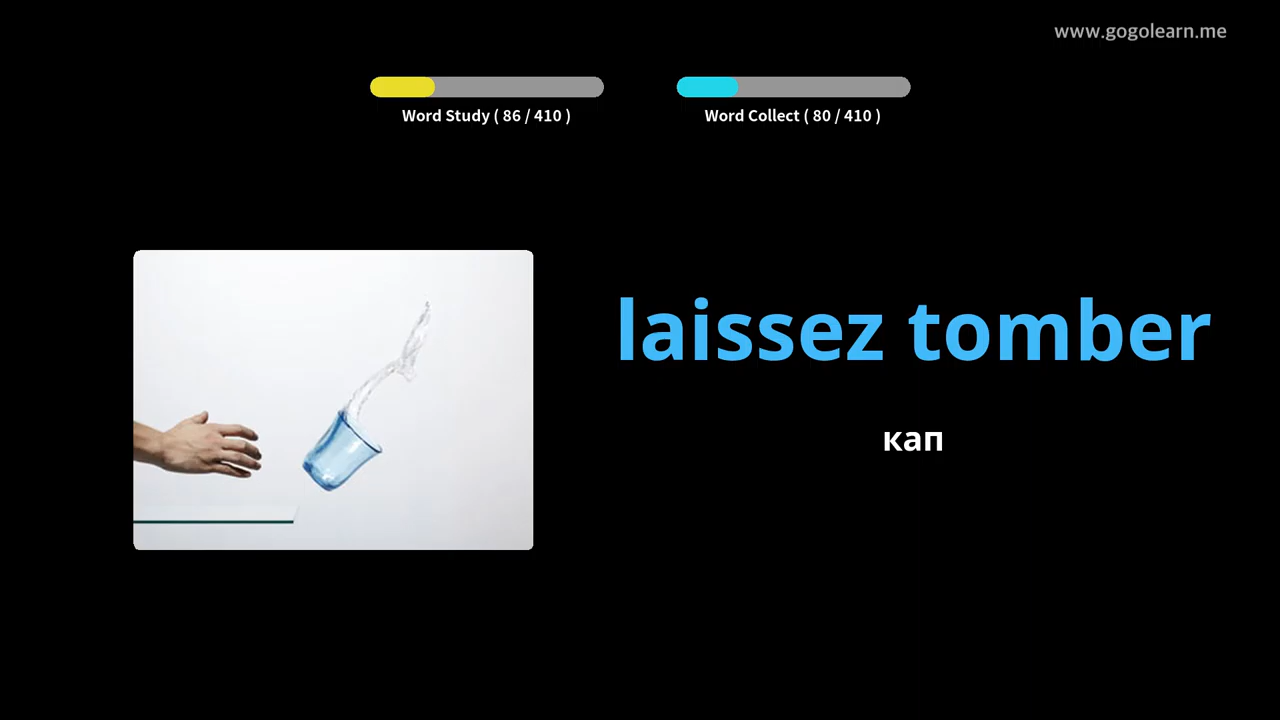 www.gogolearn.me
Word Study ( 86 / 410 )
Word Collect ( 80 / 410 )
laissez tomber
кап